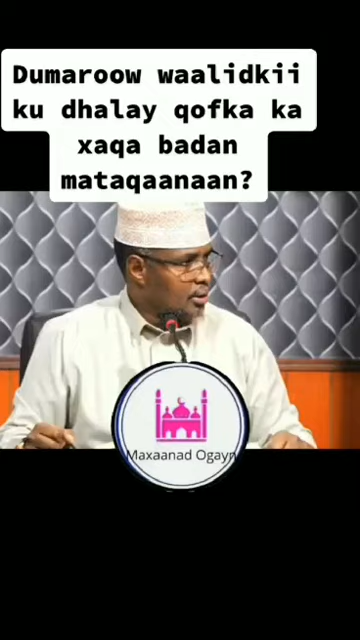 Dumaroow waalidkii
ku dhalay qofka ka
xaqa badan
mataqaanaan?
Maxaanad Ogayn